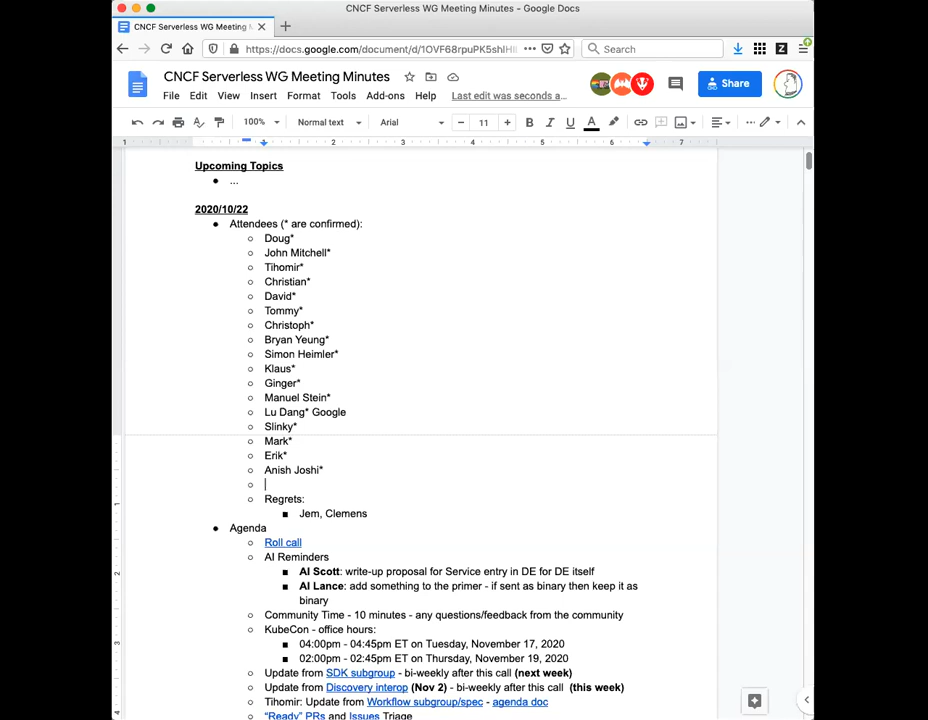 CNCF Serverless WG Meeting Minutes - Google Docs
CNCF Serverless WG Meeting
https://docs.google.com/document/d/1OVF68rpuPK5shIH
Search
CNCF Serverless WG Meeting Minutes
Share
File Edit View Insert Format Tools Add-ons Help Last edit was seconds a...
100% Normal text Arial 11 B I U A
1 2 3 4 5 6 7
Upcoming Topics
● ...
2020/10/22
● Attendees (* are confirmed):
○ Doug*
○ John Mitchell*
○ Tihomir*
○ Christian*
○ David*
○ Tommy*
○ Christoph*
○ Bryan Yeung*
○ Simon Heimler*
○ Klaus*
○ Ginger*
○ Manuel Stein*
○ Lu Dang* Google
○ Slinky*
○ Mark*
○ Erik*
○ Anish Joshi*
○
○ Regrets:
■ Jem, Clemens
● Agenda
○ Roll call
○ AI Reminders
■ AI Scott: write-up proposal for Service entry in DE for DE itself
■ AI Lance: add something to the primer - if sent as binary then keep it as
binary
○ Community Time - 10 minutes - any questions/feedback from the community
○ KubeCon - office hours:
■ 04:00pm - 04:45pm ET on Tuesday, November 17, 2020
■ 02:00pm - 02:45pm ET on Thursday, November 19, 2020
○ Update from SDK subgroup - bi-weekly after this call (next week)
○ Update from Discovery interop (Nov 2) - bi-weekly after this call (this week)
○ Tihomir: Update from Workflow subgroup/spec - agenda doc
○ "Ready" PRs and Issues Triage